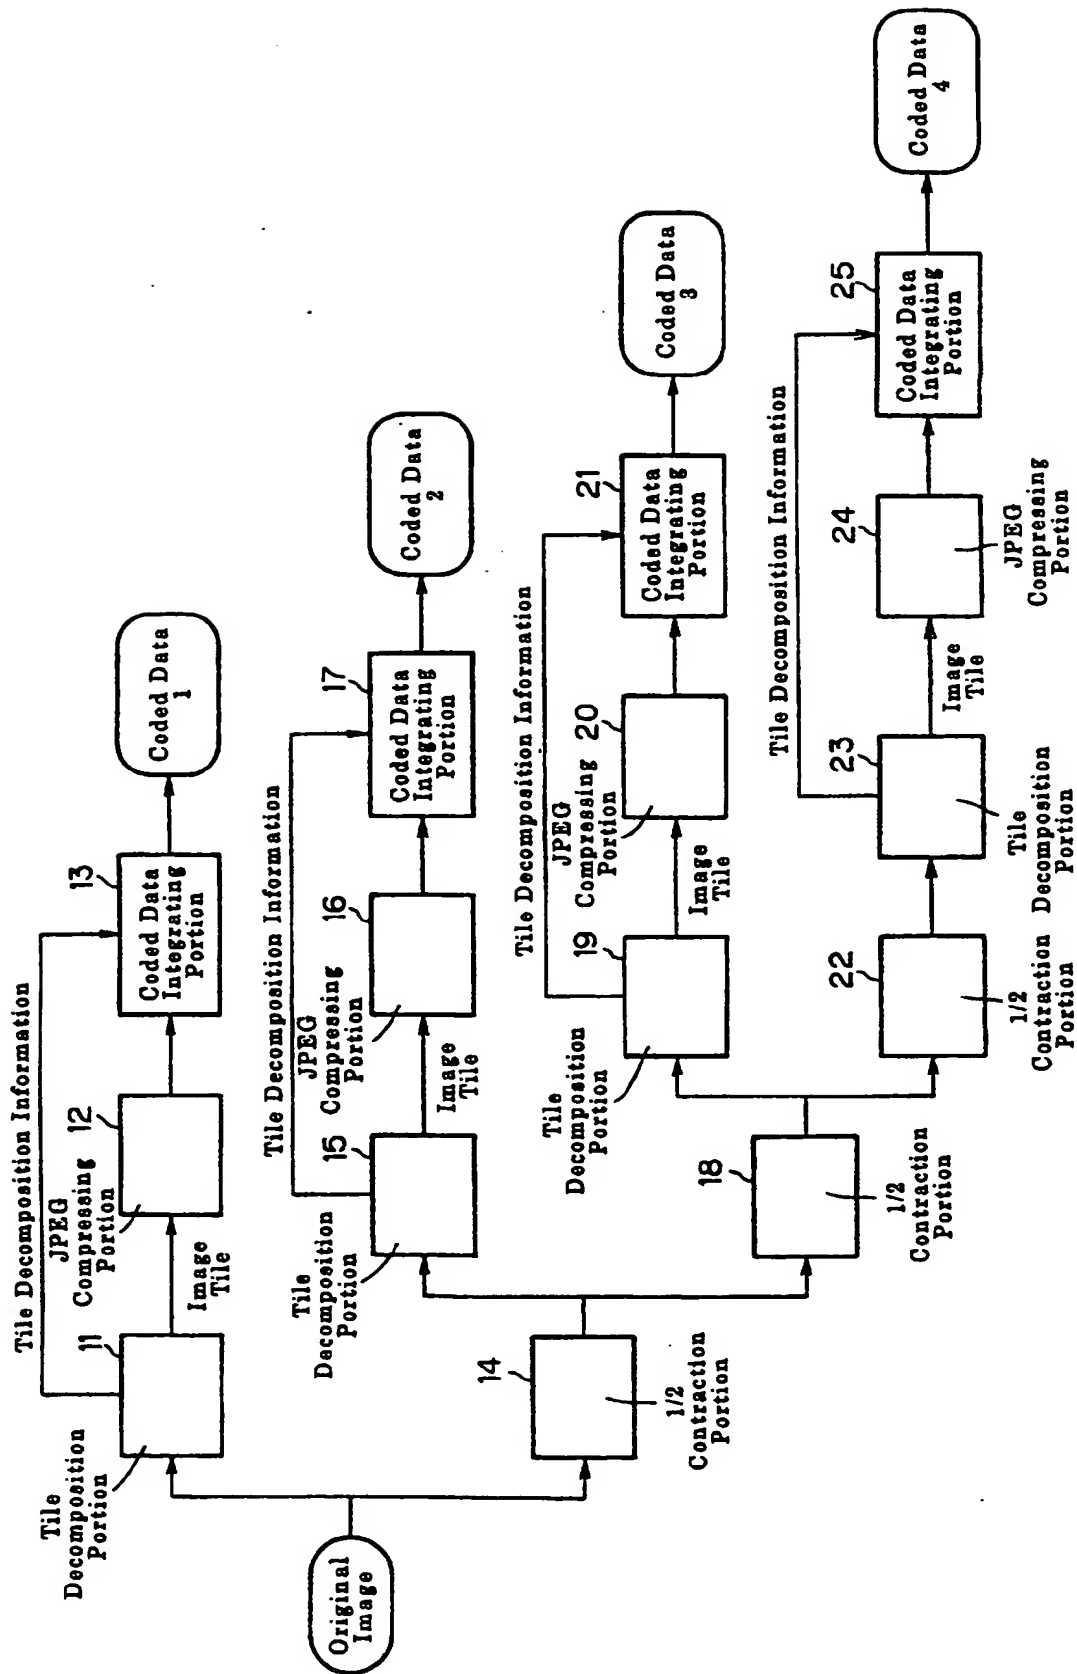 Original
Image
Tile
Decomposition
Portion
11
Tile Decomposition Information
Image
Tile
JPEG
Compressing
Portion
12
13
Coded Data
Integrating
Portion
Coded Data
1
14
1/2
Contraction
Portion
Tile
Decomposition
Portion
15
Tile Decomposition Information
Image
Tile
JPEG
Compressing
Portion
16
17
Coded Data
Integrating
Portion
Coded Data
2
18
1/2
Contraction
Portion
Tile
Decomposition
Portion
19
Tile Decomposition Information
Image
Tile
JPEG
Compressing
Portion
20
21
Coded Data
Integrating
Portion
Coded Data
3
22
1/2
Contraction
Portion
23
Tile
Decomposition
Portion
Tile Decomposition Information
Image
Tile
24
JPEG
Compressing
Portion
25
Coded Data
Integrating
Portion
Coded Data
4